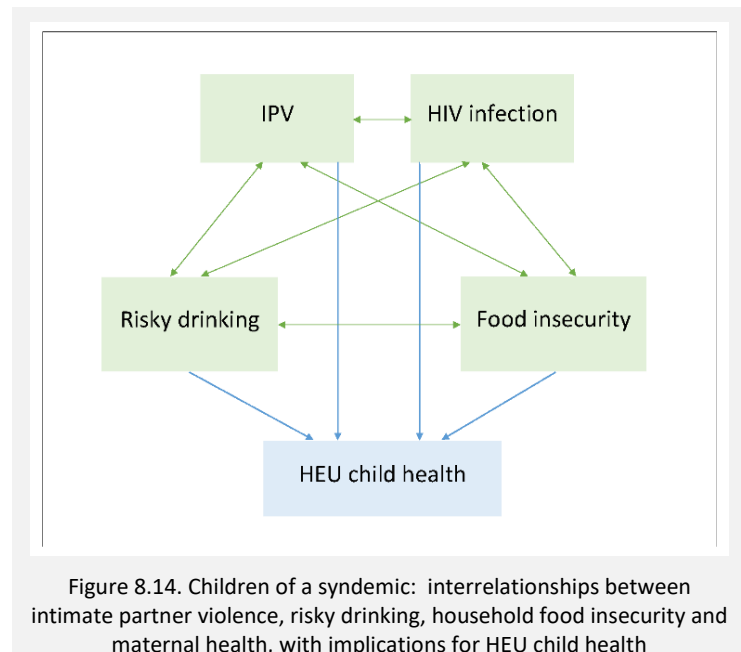 IPV
HIV infection
Risky drinking
Food insecurity
HEU child health
Figure 8.14. Children of a syndemic: interrelationships between
intimate partner violence, risky drinking, household food insecurity and
maternal health, with implications for HEU child health